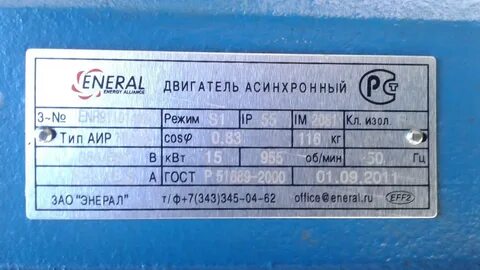 ENERAL
ENERGY ALLIANCE
ДВИГАТЕЛЬ АСИНХРОННЫЙ
РСТ
3~№ Режим S1 IP 55 IM 2081 Кл. изол. F
Тип АИР cosφ 0.83 116 кг
В кВт 15 955 об/мин 50 Гц
А ГОСТ Р 51689-2000 01.09.2011
ЗАО "ЭНЕРАЛ" т/ф+7(343)345-04-62 office@eneral.ru EFF2